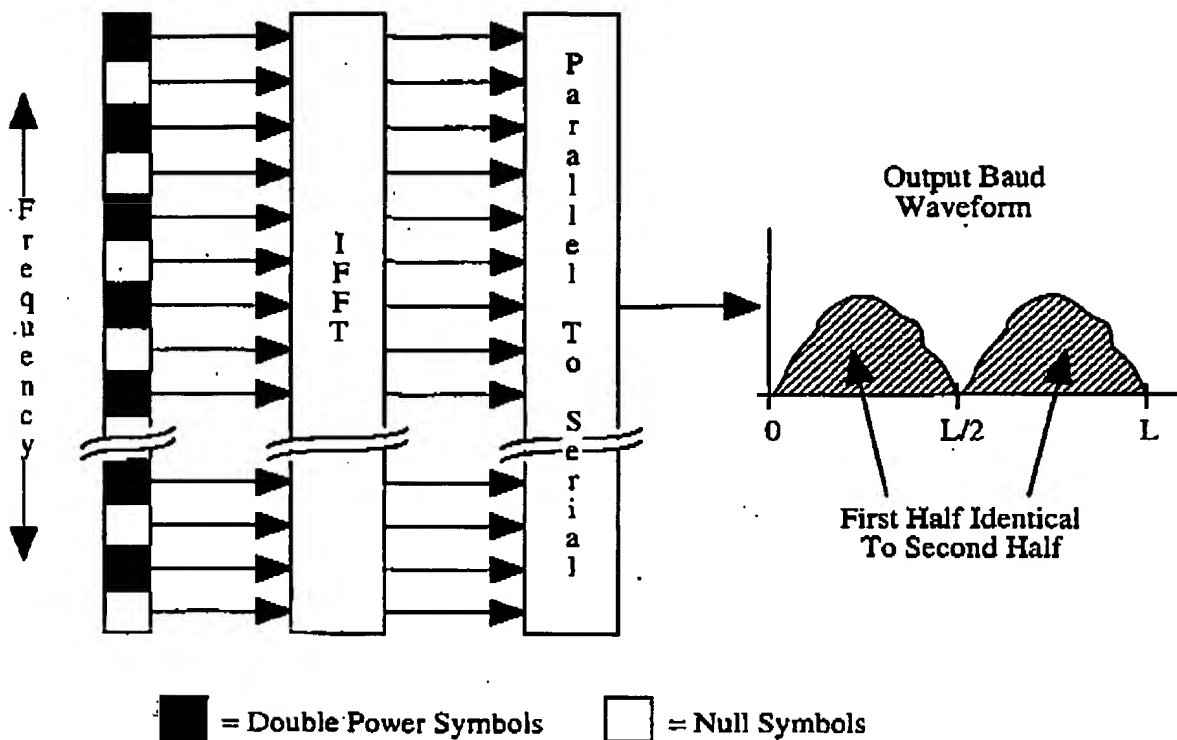 Frequency
IFFT
Parallel To Serial
Output Baud
Waveform
0
L/2
L
First Half Identical
To Second Half
= Double Power Symbols
= Null Symbols